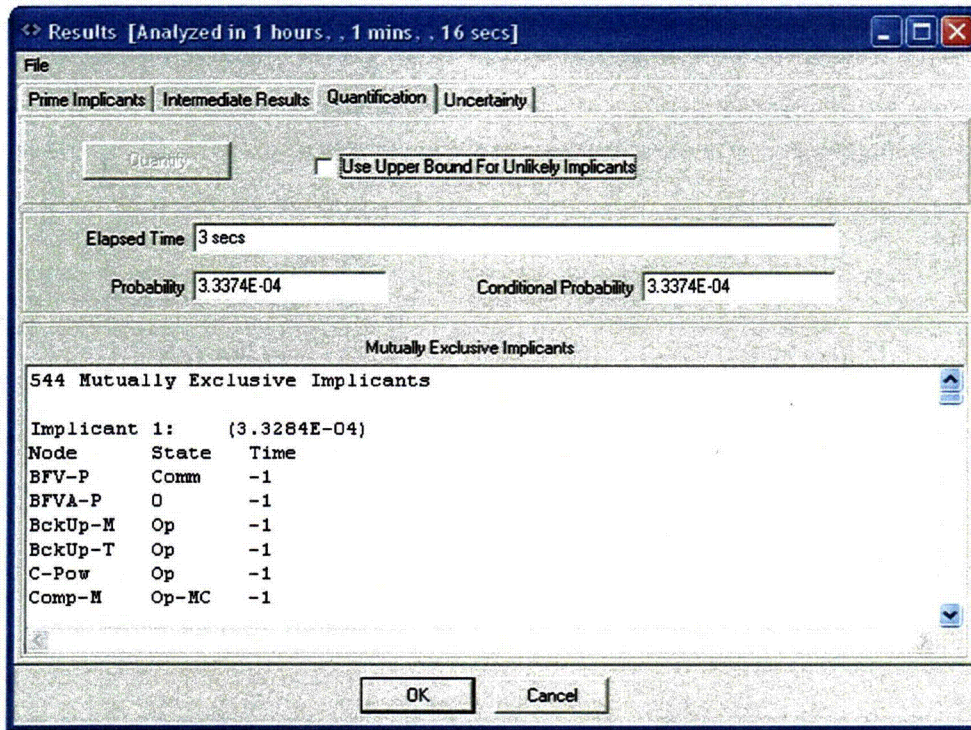 <> Results [Analyzed in 1 hours, , 1 mins, , 16 secs]
File
Prime Implicants Intermediate Results Quantification Uncertainty
Quantify Use Upper Bound For Unlikely Implicants
Elapsed Time 3 secs
Probability 3.3374E-04 Conditional Probability 3.3374E-04
Mutually Exclusive Implicants
544 Mutually Exclusive Implicants
Implicant 1: (3.3284E-04)
Node State Time
BFV-P Comm -1
BFVA-P 0 -1
BckUp-M Op -1
BckUp-T Op -1
C-Pow Op -1
Comp-M Op-MC -1
OK Cancel